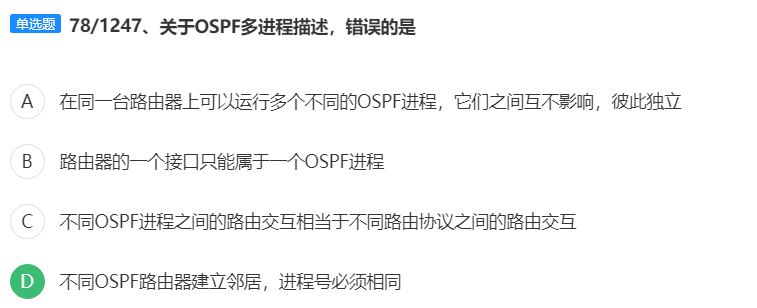 单选题 78/1247、关于OSPF多进程描述，错误的是
A 在同一台路由器上可以运行多个不同的OSPF进程，它们之间互不影响，彼此独立
B 路由器的一个接口只能属于一个OSPF进程
C 不同OSPF进程之间的路由交互相当于不同路由协议之间的路由交互
D 不同OSPF路由器建立邻居，进程号必须相同